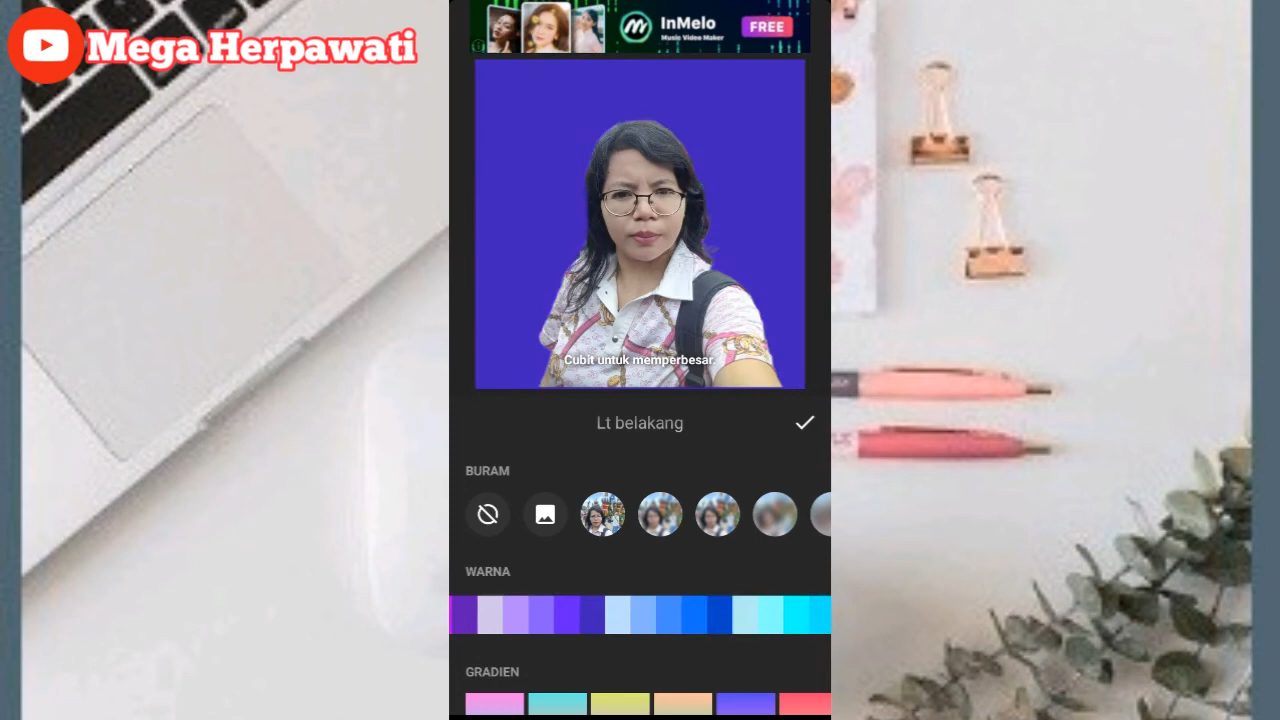 Mega Herpawati
InMelo
Music Video Maker
FREE
Cubit untuk memperbesar.
Lt belakang
BURAM
WARNA
GRADIEN